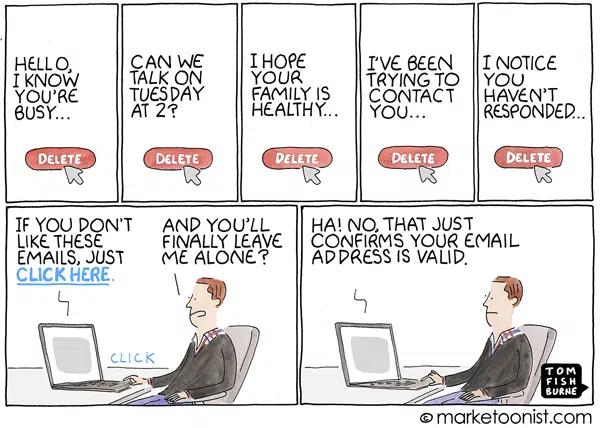 HELLO,
I KNOW
YOU'RE
BUSY...
DELETE
CAN WE
TALK ON
TUESDAY
AT 2?
DELETE
I HOPE
YOUR
FAMILY IS
HEALTHY...
DELETE
I'VE BEEN
TRYING TO
CONTACT
YOU...
DELETE
I NOTICE
YOU
HAVEN'T
RESPONDED...
DELETE
IF YOU DON'T
LIKE THESE
EMAILS, JUST
CLICK HERE.
AND YOU'LL
FINALLY LEAVE
ME ALONE?
CLICK
HA! NO, THAT JUST
CONFIRMS YOUR EMAIL
ADDRESS IS VALID.
TOM
FISH
BURNE
© marketoonist.com